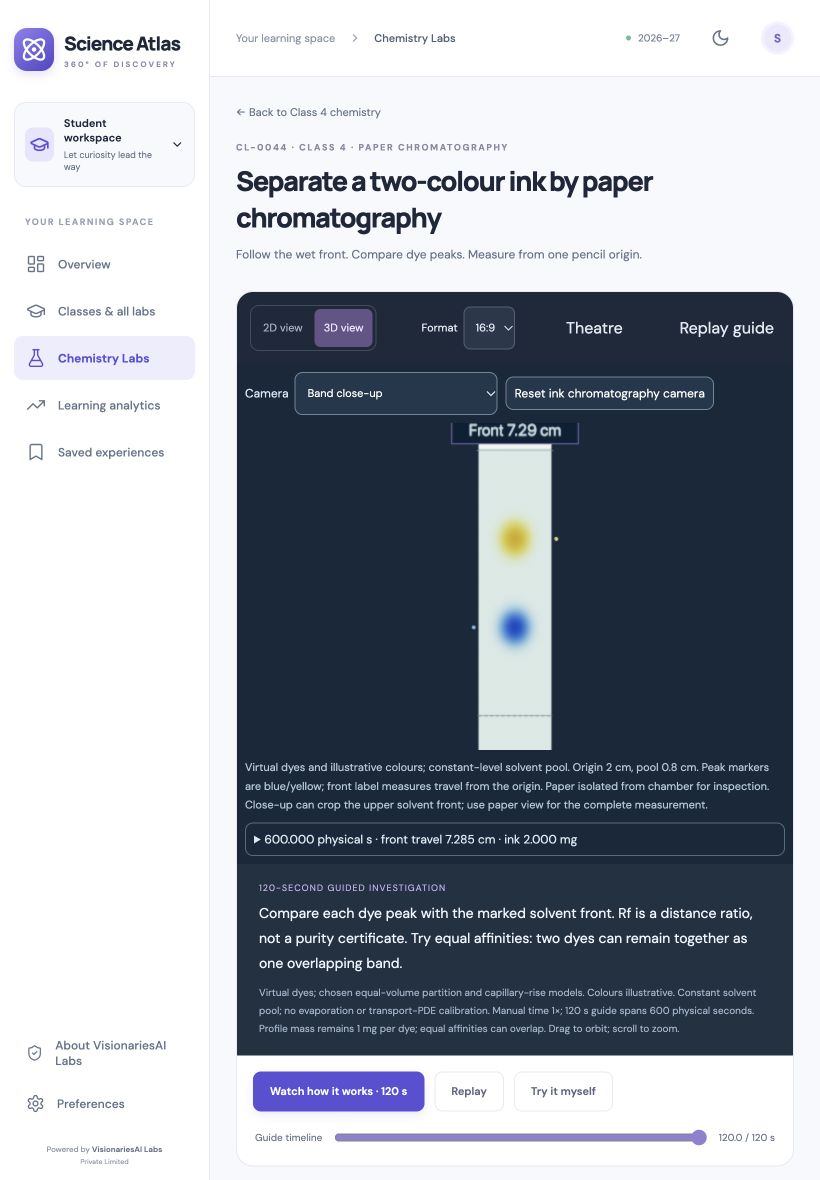 Science Atlas
360° OF DISCOVERY
Student
workspace
Let curiosity lead the
way
YOUR LEARNING SPACE
Overview
Classes & all labs
Chemistry Labs
Learning analytics
Saved experiences
About VisionariesAI
Labs
Preferences
Powered by VisionariesAI Labs
Private Limited
Your learning space > Chemistry Labs
2026–27
S
← Back to Class 4 chemistry
CL-0044 · CLASS 4 · PAPER CHROMATOGRAPHY
Separate a two-colour ink by paper
chromatography
Follow the wet front. Compare dye peaks. Measure from one pencil origin.
2D view 3D view Format 16:9 Theatre Replay guide
Camera Band close-up Reset ink chromatography camera
Front 7.29 cm
Virtual dyes and illustrative colours; constant-level solvent pool. Origin 2 cm, pool 0.8 cm. Peak markers
are blue/yellow; front label measures travel from the origin. Paper isolated from chamber for inspection.
Close-up can crop the upper solvent front; use paper view for the complete measurement.
▶ 600.000 physical s · front travel 7.285 cm · ink 2.000 mg
120-SECOND GUIDED INVESTIGATION
Compare each dye peak with the marked solvent front. Rf is a distance ratio,
not a purity certificate. Try equal affinities: two dyes can remain together as
one overlapping band.
Virtual dyes; chosen equal-volume partition and capillary-rise models. Colours illustrative. Constant solvent
pool; no evaporation or transport-PDE calibration. Manual time 1×; 120 s guide spans 600 physical seconds.
Profile mass remains 1 mg per dye; equal affinities can overlap. Drag to orbit; scroll to zoom.
Watch how it works · 120 s Replay Try it myself
Guide timeline 120.0 / 120 s